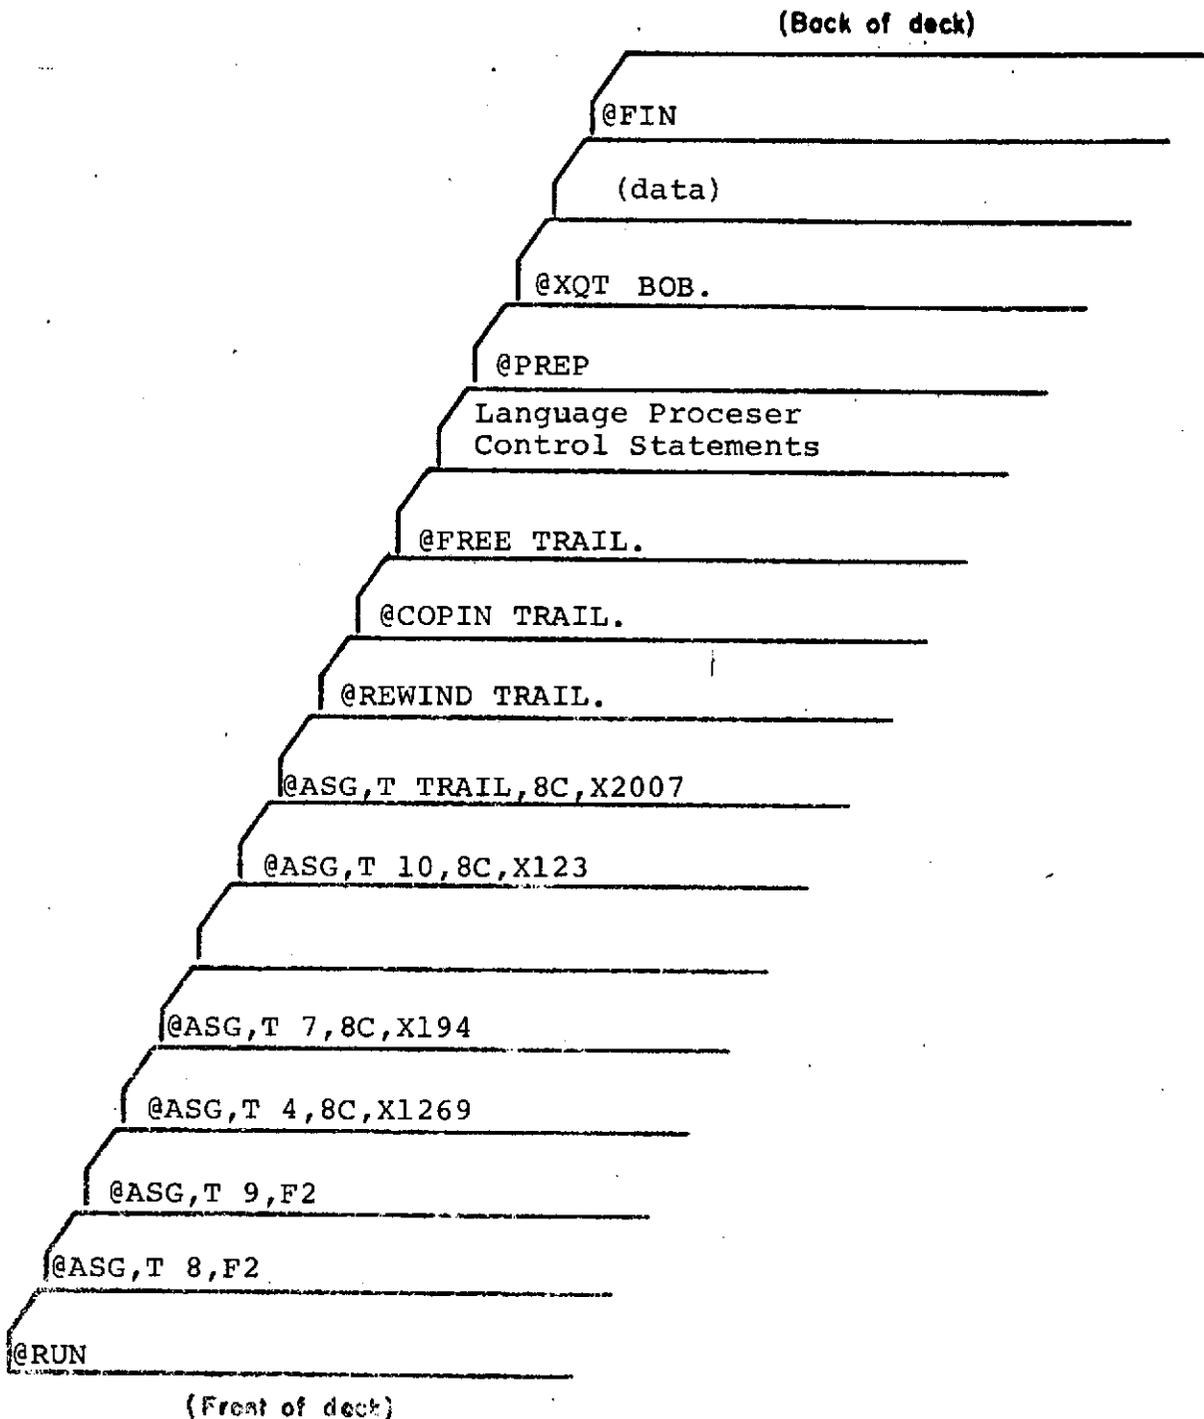 (Back of deck)
@FIN
(data)
@XQT BOB.
@PREP
Language Proceser
Control Statements
@FREE TRAIL.
@COPIN TRAIL.
@REWIND TRAIL.
@ASG,T TRAIL,8C,X2007
@ASG,T 10,8C,X123
@ASG,T 7,8C,X194
@ASG,T 4,8C,X1269
@ASG,T 9,F2
@ASG,T 8,F2
@RUN
(Front of deck)